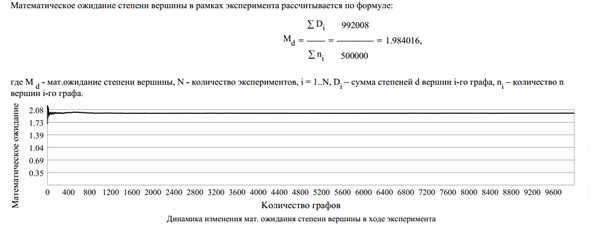 Математическое ожидание степени вершины в рамках эксперимента рассчитывается по формуле:
M d = ∑ D i / ∑ n i = 992008 / 500000 = 1.984016,
где M d - мат.ожидание степени вершины, N - количество экспериментов, i = 1..N, D i – сумма степеней d вершин i-го графа, n i – количество n
вершин i-го графа.
Математическое ожидание
2.08
1.73
1.39
1.04
0.69
0.35
0 400 800 1200 1600 2000 2400 2800 3200 3600 4000 4400 4800 5200 5600 6000 6400 6800 7200 7600 8000 8400 8800 9200 9600
Количество графов
Динамика изменения мат. ожидания степени вершины в ходе эксперимента